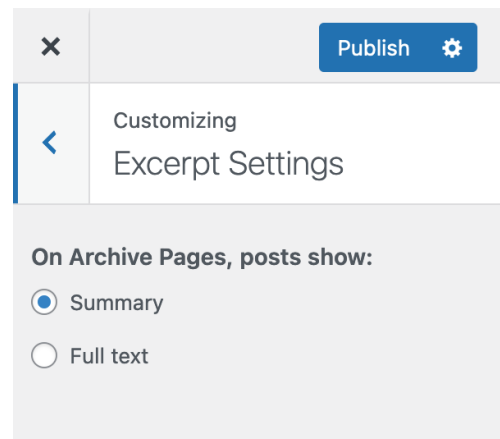 Publish
Customizing
Excerpt Settings
On Archive Pages, posts show:
Summary
Full text